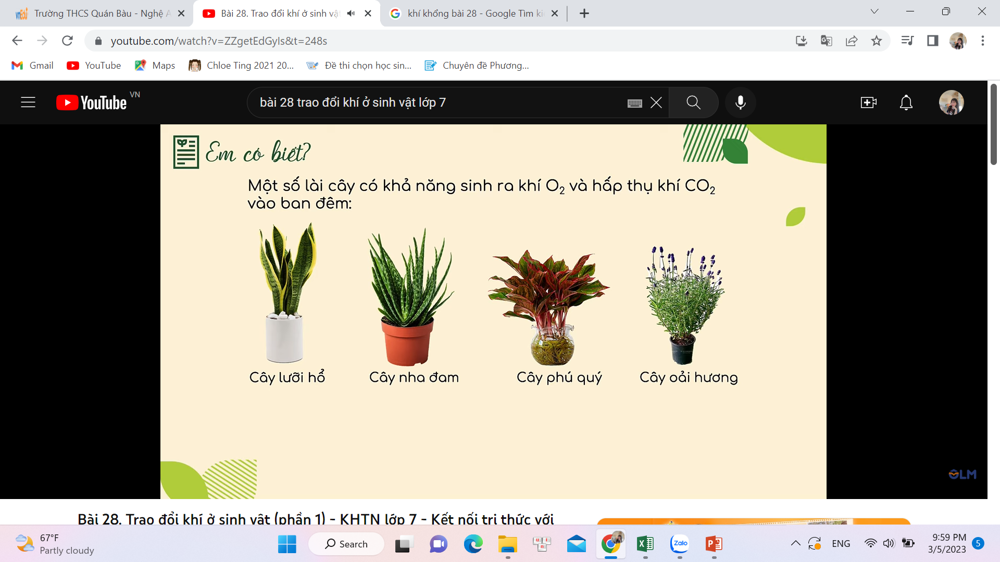 Trường THCS Quán Bàu - Nghệ A
Bài 28. Trao đổi khí ở sinh vậ
khí khổng bài 28 - Google Tìm ki
youtube.com/watch?v=ZZgetEdGyIs&t=248s
Gmail
YouTube
Maps
Chloe Ting 2021 20...
Đề thi chọn học sin...
Chuyên đề Phương...
YouTube VN
bài 28 trao đổi khí ở sinh vật lớp 7
Em có biết?
Một số lài cây có khả năng sinh ra khí O₂ và hấp thụ khí CO₂
vào ban đêm:
Cây lưỡi hổ
Cây nha đam
Cây phú quý
Cây oải hương
OLM
Bài 28. Trao đổi khí ở sinh vật (phần 1) - KHTN lớp 7 - Kết nối tri thức với
67°F
Partly cloudy
Search
Zalo
ENG
9:59 PM
3/5/2023
5